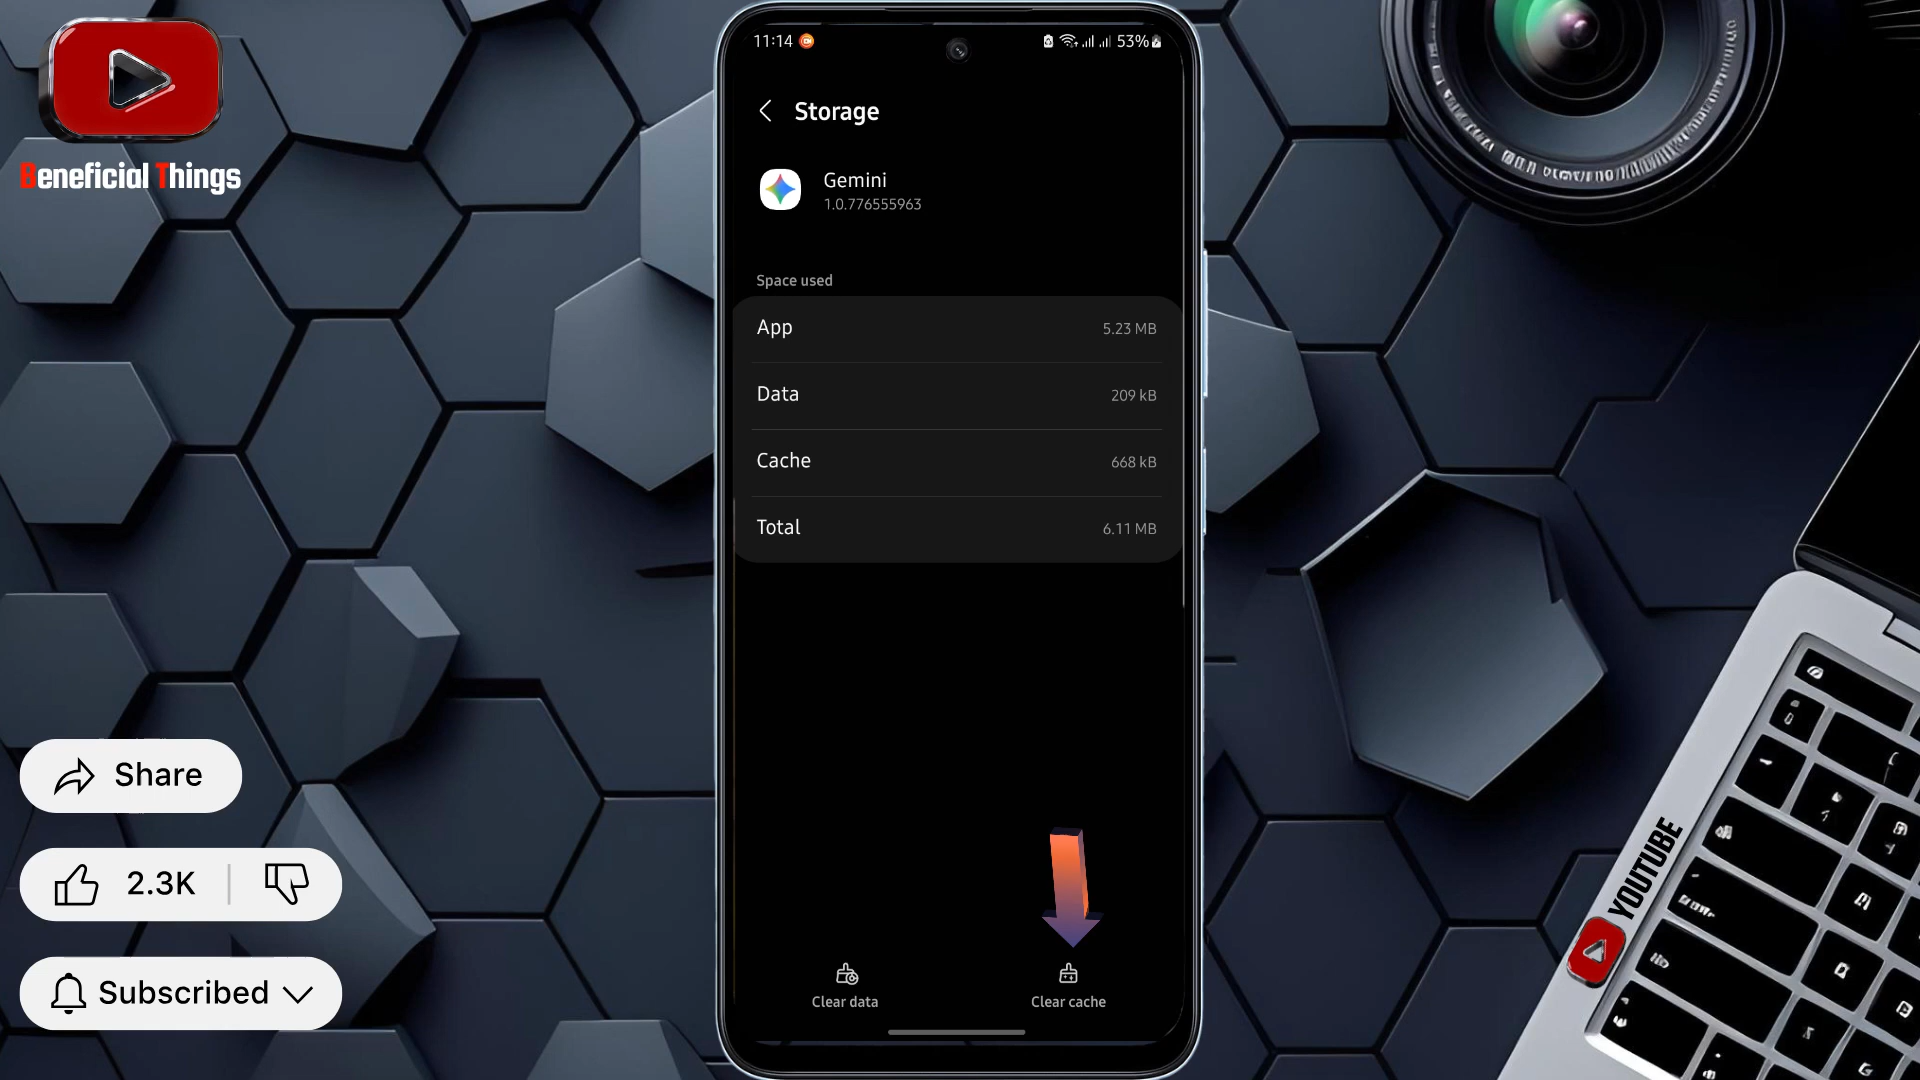 Beneficial Things
11:14
53%
Storage
Gemini
1.0.776555963
Space used
App 5.23 MB
Data 209 kB
Cache 668 kB
Total 6.11 MB
Clear data
Clear cache
Share
2.3K
Subscribed
YOUTUBE